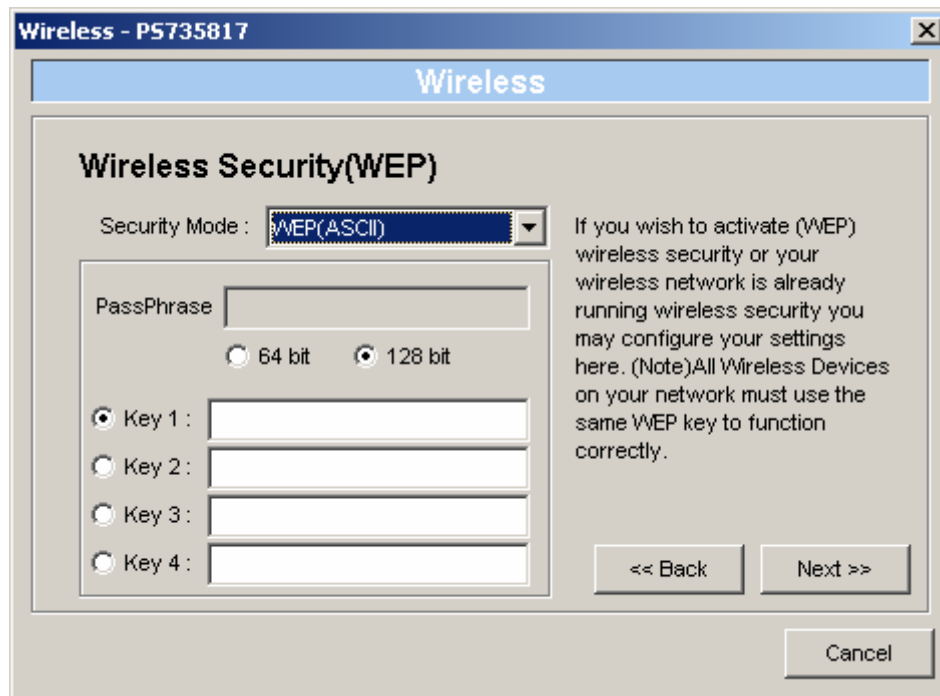 Wireless - PS735817
Wireless
Wireless Security(WEP)
Security Mode :
WEP(ASCII)
PassPhrase
64 bit
128 bit
Key 1 :
Key 2 :
Key 3 :
Key 4 :
If you wish to activate (WEP)
wireless security or your
wireless network is already
running wireless security you
may configure your settings
here. (Note)All Wireless Devices
on your network must use the
same WEP key to function
correctly.
<< Back
Next >>
Cancel